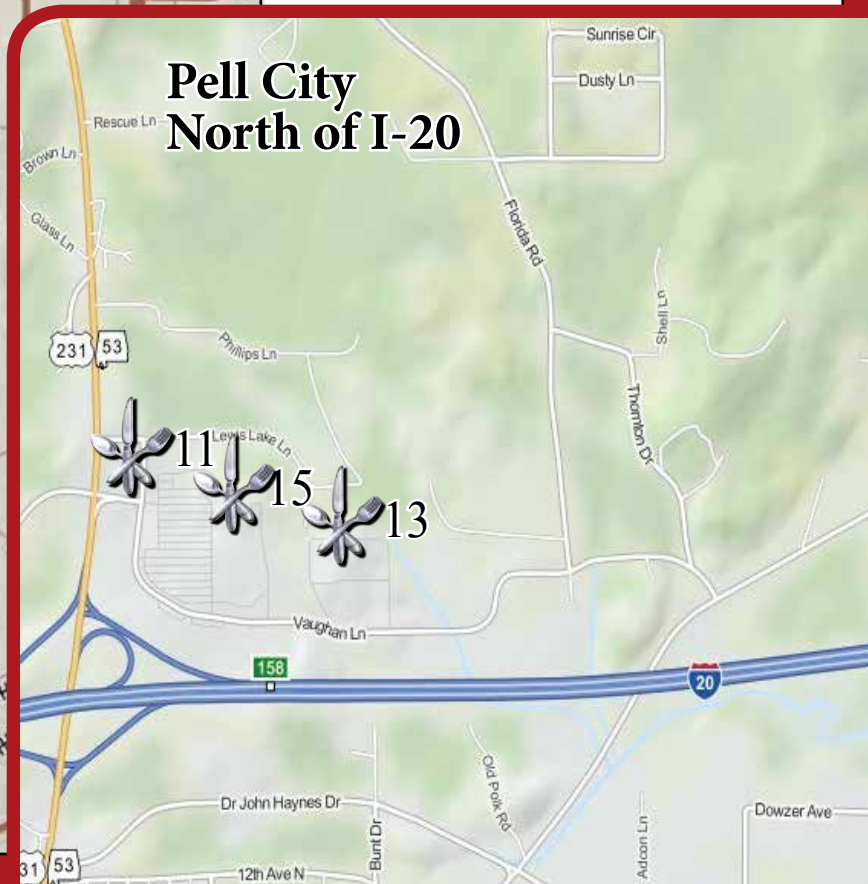 Pell City
North of I-20
Sunrise Cir
Dusty Ln
Rescue Ln
Brown Ln
Glass Ln
Florida Rd
Shell Ln
231
53
Phillips Ln
Thornton Dr
11
Lewis Lake Ln
15
13
Vaughan Ln
158
20
Old Polk Rd
Dr John Haynes Dr
Bunt Dr
Adcon Ln
Dowzer Ave
31
53
12th Ave N